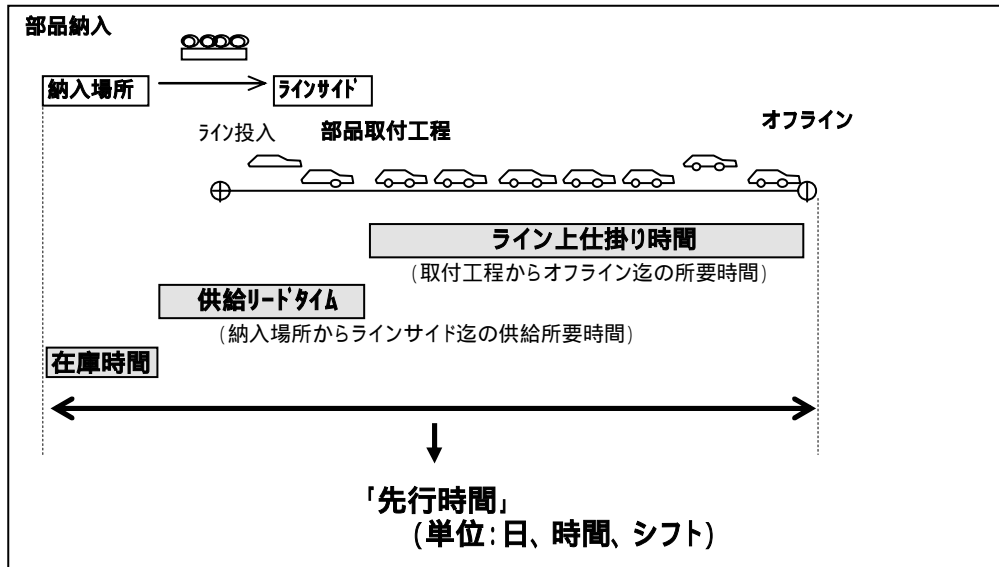 部品納入
納入場所
ラインサイド
ライン投入
部品取付工程
オフライン
ライン上仕掛り時間
(取付工程からオフライン迄の所要時間)
供給リードタイム
(納入場所からラインサイド迄の供給所要時間)
在庫時間
「先行時間」
(単位:日、時間、シフト)